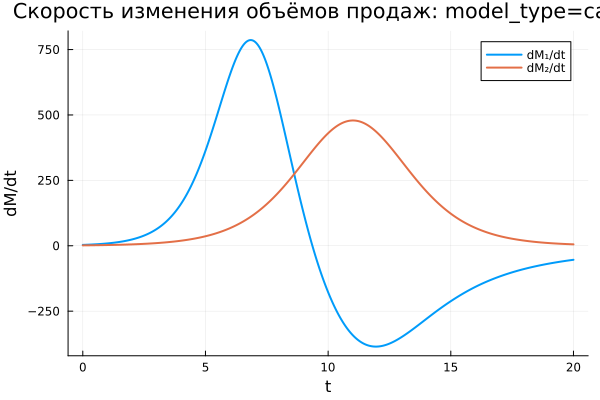 Скорость изменения объёмов продаж: model_type=ca
dM₁/dt
dM₂/dt
750
500
250
0
−250
dM/dt
0
5
10
15
20
t